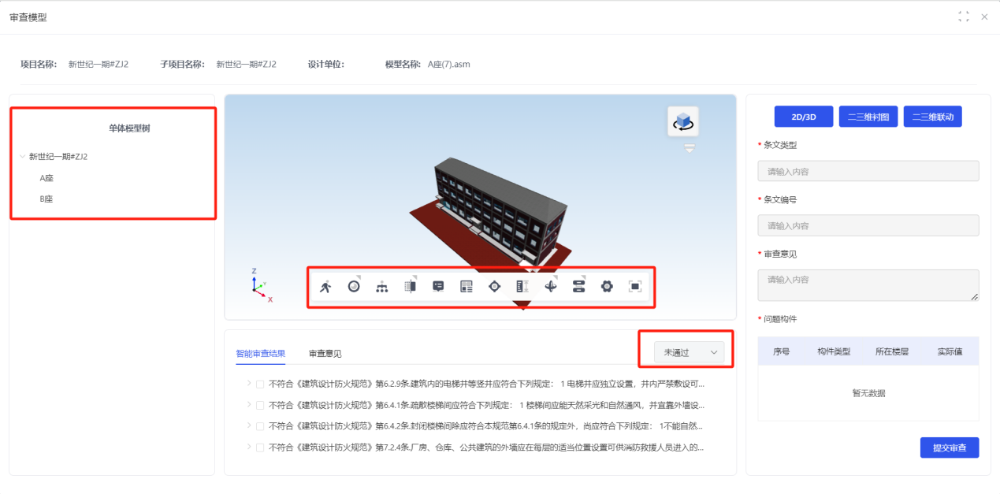 审查模型
项目名称： 新世纪一期#ZJ2 子项目名称： 新世纪一期#ZJ2 设计单位： 模型名称： A座(7).asm
单体模型树
新世纪一期#ZJ2
A座
B座
Z
Y
X
智能审查结果 审查意见 未通过
不符合《建筑设计防火规范》第6.2.9条.建筑内的电梯井等竖井应符合下列规定： 1 电梯井应独立设置，井内严禁敷设可...
不符合《建筑设计防火规范》第6.4.1条.疏散楼梯间应符合下列规定： 1 楼梯间应能天然采光和自然通风，并宜靠外墙设...
不符合《建筑设计防火规范》第6.4.2条.封闭楼梯间除应符合本规范第6.4.1条的规定外，尚应符合下列规定： 1不能自然...
不符合《建筑设计防火规范》第7.2.4条.厂房、仓库、公共建筑的外墙应在每层的适当位置设置可供消防救援人员进入的...
2D/3D 二三维衬图 二三维联动
* 条文类型
请输入内容
* 条文编号
请输入内容
* 审查意见
请输入内容
* 问题构件
序号 构件类型 所在楼层 实际值
暂无数据
提交审查